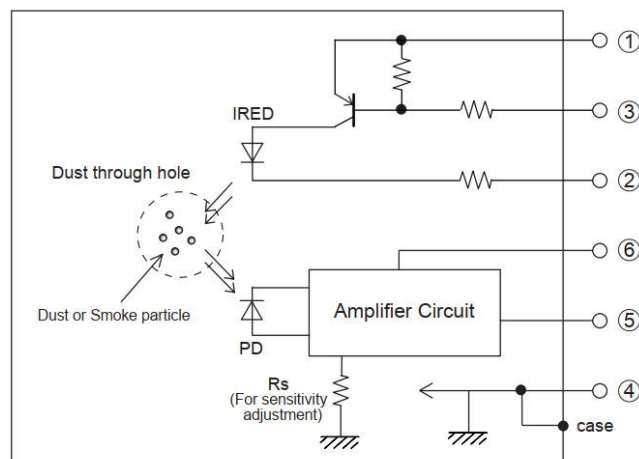 ①
IRED
③
Dust through hole
②
⑥
Amplifier Circuit
⑤
Dust or Smoke particle
PD
Rs
(For sensitivity
adjustment)
④
case